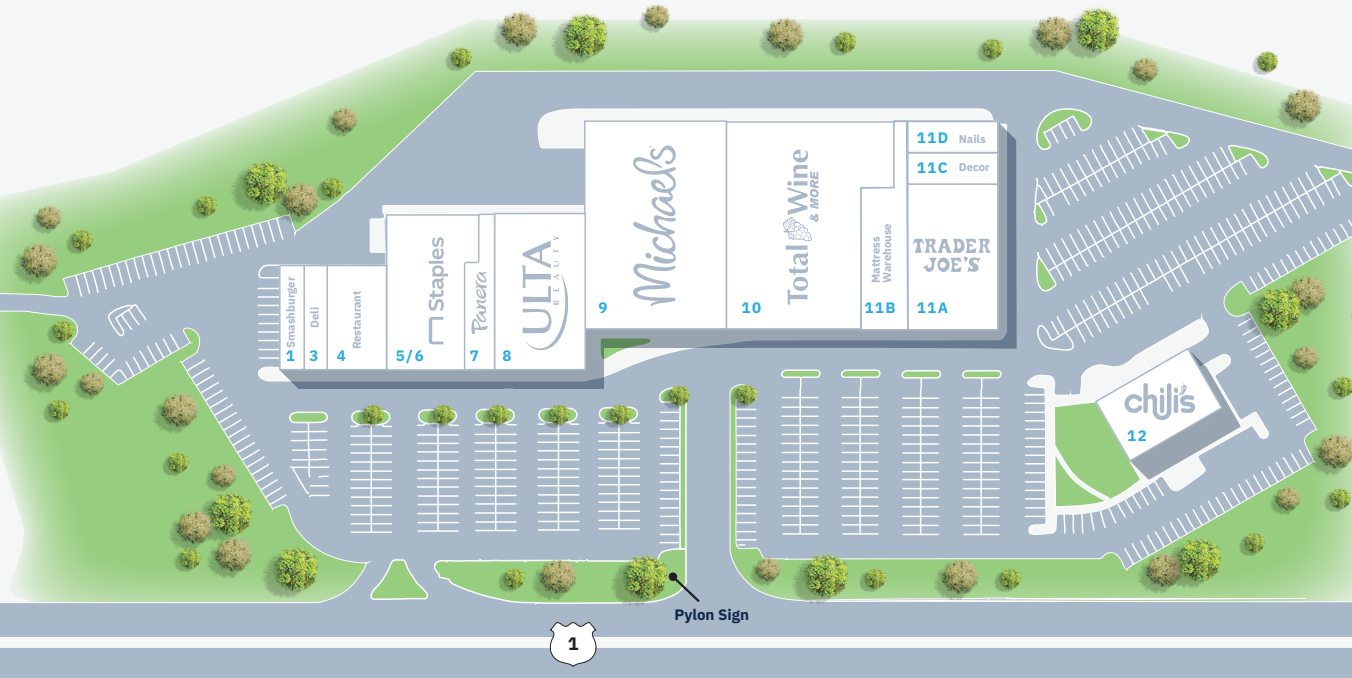 Smashburger
1
Deli
3
Restaurant
4
Staples
5/6
Panera
7
ULTA
BEAUTY
8
Michaels
9
Total Wine
& MORE
10
Mattress
Warehouse
11B
11D Nails
11C Decor
TRADER
JOE'S
11A
chili's
12
Pylon Sign
1